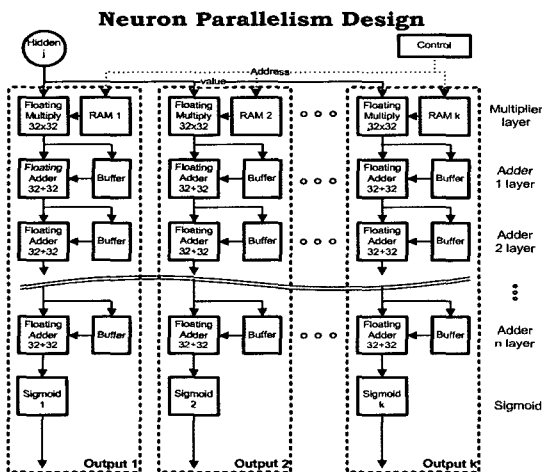 Neuron Parallelism Design
Hidden
j
Control
Address
value
Floating
Multiply
32x32
RAM 1
Floating
Multiply
32x32
RAM 2
Floating
Multiply
32x32
RAM k
Multiplier
layer
Floating
Adder
32+32
Buffer
Floating
Adder
32+32
Buffer
Floating
Adder
32+32
Buffer
Adder
1 layer
Floating
Adder
32+32
Buffer
Floating
Adder
32+32
Buffer
Floating
Adder
32+32
Buffer
Adder
2 layer
Floating
Adder
32+32
Buffer
Floating
Adder
32+32
Buffer
Floating
Adder
32+32
Buffer
Adder
n layer
Sigmoid
1
Sigmoid
2
Sigmoid
k
Sigmoid
Output 1
Output 2
Output k